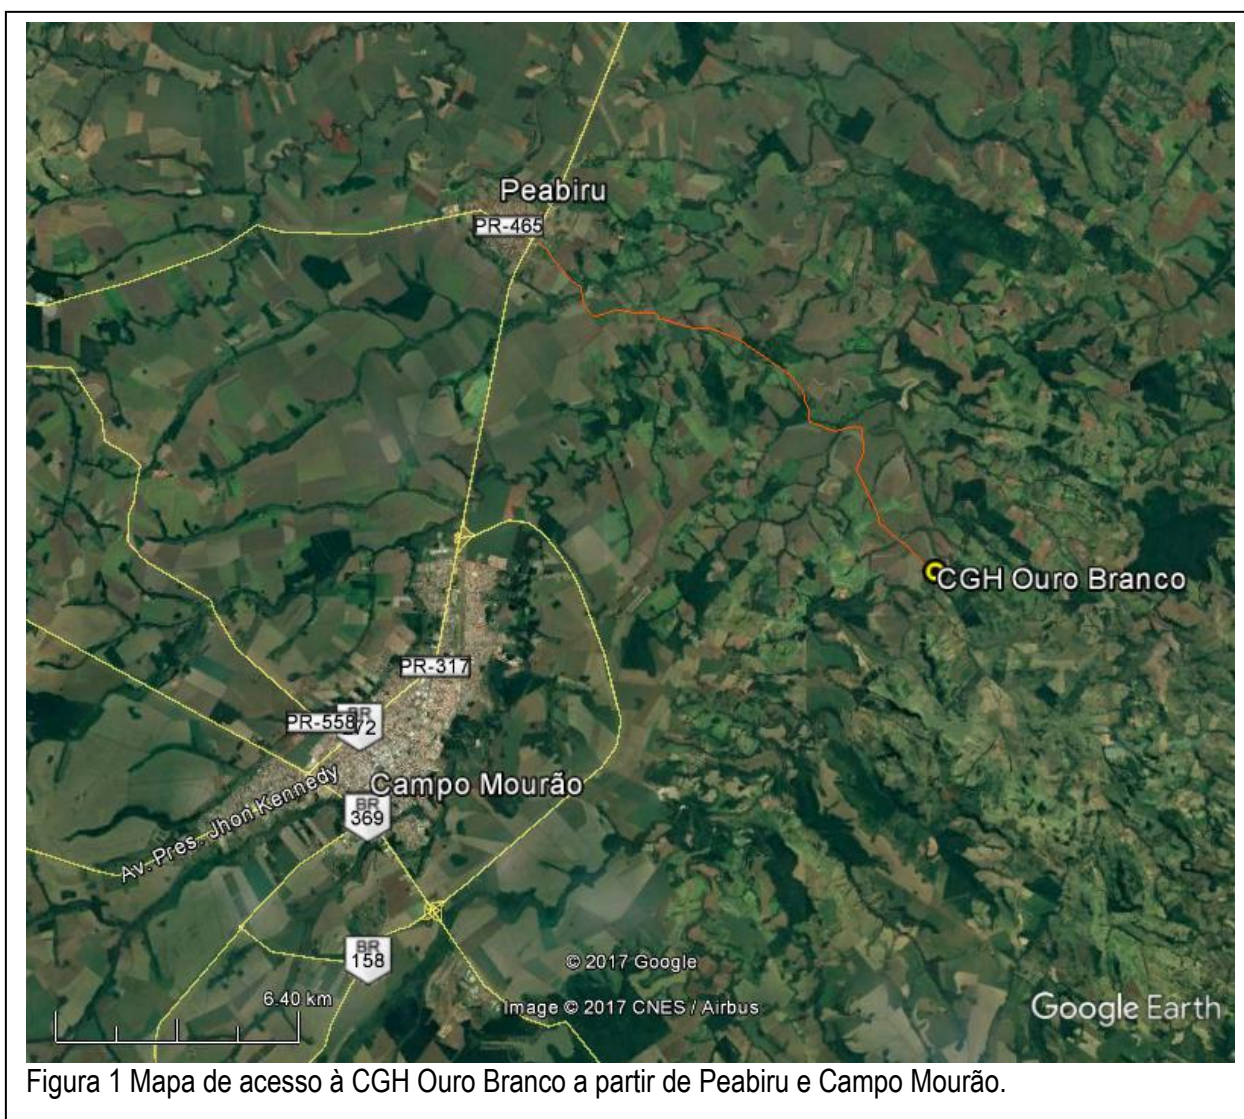 Peabiru
PR-465
CGH Ouro Branco
PR-317
PR-558
BR
72
Campo Mourão
BR
369
Av. Pres. Jhon Kennedy
BR
158
6.40 km
© 2017 Google
Image © 2017 CNES / Airbus
Google Earth
Figura 1 Mapa de acesso à CGH Ouro Branco a partir de Peabiru e Campo Mourão.